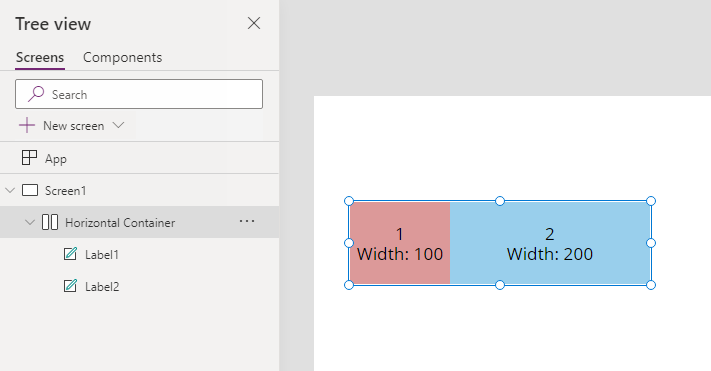 Tree view
Screens Components
Search
New screen
App
Screen1
Horizontal Container
Label1
Label2
1
Width: 100
2
Width: 200